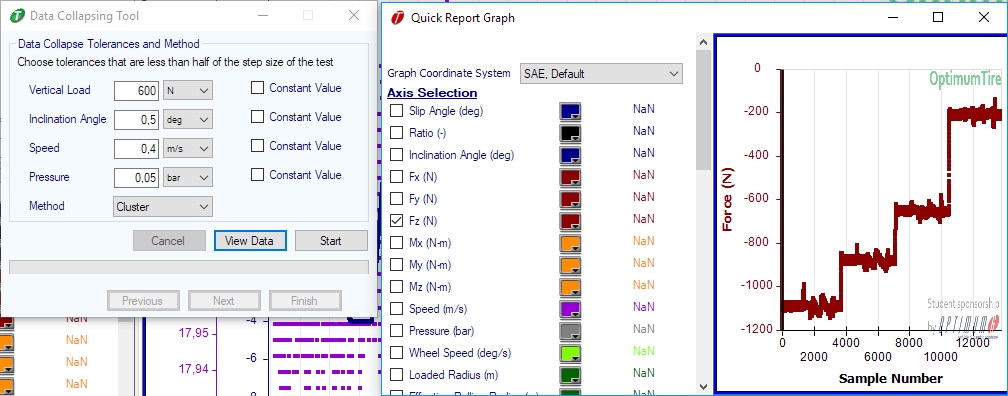 Data Collapsing Tool
Data Collapse Tolerances and Method
Choose tolerances that are less than half of the step size of the test
Vertical Load 600 N Constant Value
Inclination Angle 0,5 deg Constant Value
Speed 0,4 m/s Constant Value
Pressure 0,05 bar Constant Value
Method Cluster
Cancel View Data Start
Previous Next Finish
NaN
NaN
NaN
NaN
17,95
17,94
-4
-6
-8
Quick Report Graph
Graph Coordinate System SAE, Default
Axis Selection
Slip Angle (deg) NaN
Ratio (-) NaN
Inclination Angle (deg) NaN
Fx (N) NaN
Fy (N) NaN
Fz (N) NaN
Mx (N-m) NaN
My (N-m) NaN
Mz (N-m) NaN
Speed (m/s) NaN
Pressure (bar) NaN
Wheel Speed (deg/s) NaN
Loaded Radius (m) NaN
OptimumTire
Force (N)
0
-200
-400
-600
-800
-1000
-1200
Student sponsorship
by OptimumG
0 2000 4000 6000 8000 10000 12000
Sample Number